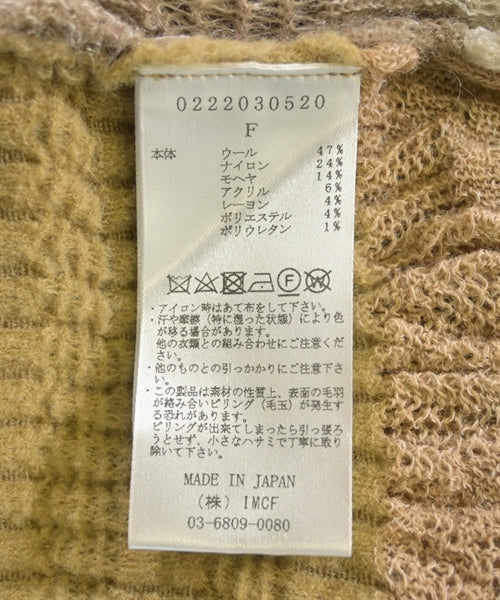 0222030520
F
本体 ウール 47%
ナイロン 24%
モヘヤ 14%
アクリル 6%
レーヨン 4%
ポリエステル 4%
ポリウレタン 1%
・アイロン時はあて布をして下さい。
・汗や摩擦（特に湿った状態）により色
が移る場合があります。
他の衣類との組み合わせにご注意くだ
さい。
・他のものとの引っかかりにご注意下さ
い。
・この製品は素材の性質上、表面の毛羽
が絡み合いピリング（毛玉）が発生す
る恐れがあります。
ピリングが出来てしまったら引っ張ろ
うとせず、小さなハサミで丁寧に取り
除いて下さい。
MADE IN JAPAN
（株）IMCF
03-6809-0080